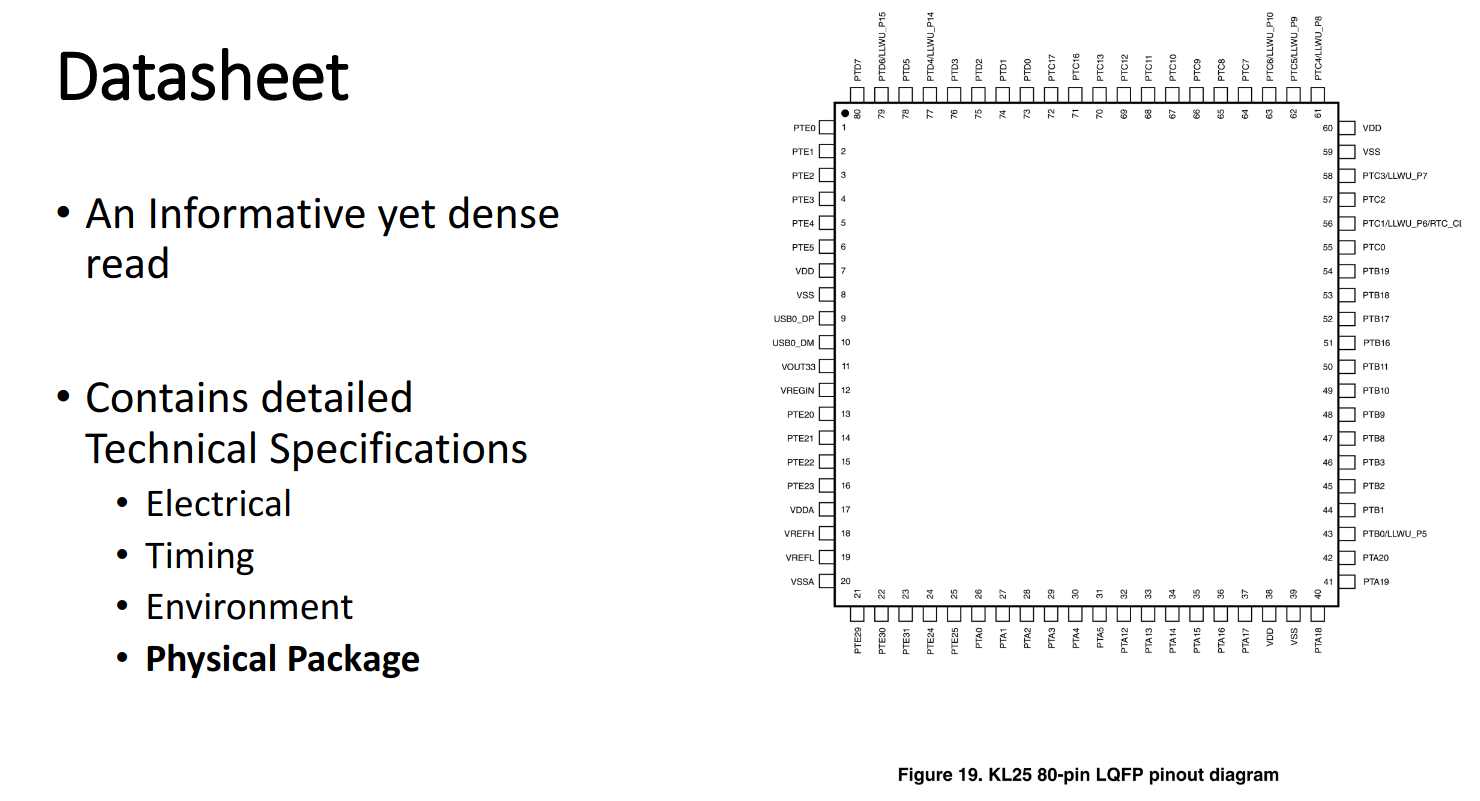 Datasheet
• An Informative yet dense
read
• Contains detailed
Technical Specifications
• Electrical
• Timing
• Environment
• Physical Package
PTD7
PTD6/LLWU_P15
PTD5
PTD4/LLWU_P14
PTD3
PTD2
PTD1
PTD0
PTC17
PTC16
PTC13
PTC12
PTC11
PTC10
PTC9
PTC8
PTC7
PTC6/LLWU_P10
PTC5/LLWU_P9
PTC4/LLWU_P8
80
79
78
77
76
75
74
73
72
71
70
69
68
67
66
65
64
63
62
61
PTE0 1
PTE1 2
PTE2 3
PTE3 4
PTE4 5
PTE5 6
VDD 7
VSS 8
USB0_DP 9
USB0_DM 10
VOUT33 11
VREGIN 12
PTE20 13
PTE21 14
PTE22 15
PTE23 16
VDDA 17
VREFH 18
VREFL 19
VSSA 20
60 VDD
59 VSS
58 PTC3/LLWU_P7
57 PTC2
56 PTC1/LLWU_P6/RTC_CL
55 PTC0
54 PTB19
53 PTB18
52 PTB17
51 PTB16
50 PTB11
49 PTB10
48 PTB9
47 PTB8
46 PTB3
45 PTB2
44 PTB1
43 PTB0/LLWU_P5
42 PTA20
41 PTA19
21
22
23
24
25
26
27
28
29
30
31
32
33
34
35
36
37
38
39
40
PTE29
PTE30
PTE31
PTE24
PTE25
PTA0
PTA1
PTA2
PTA3
PTA4
PTA5
PTA12
PTA13
PTA14
PTA15
PTA16
PTA17
VDD
VSS
PTA18
Figure 19. KL25 80-pin LQFP pinout diagram